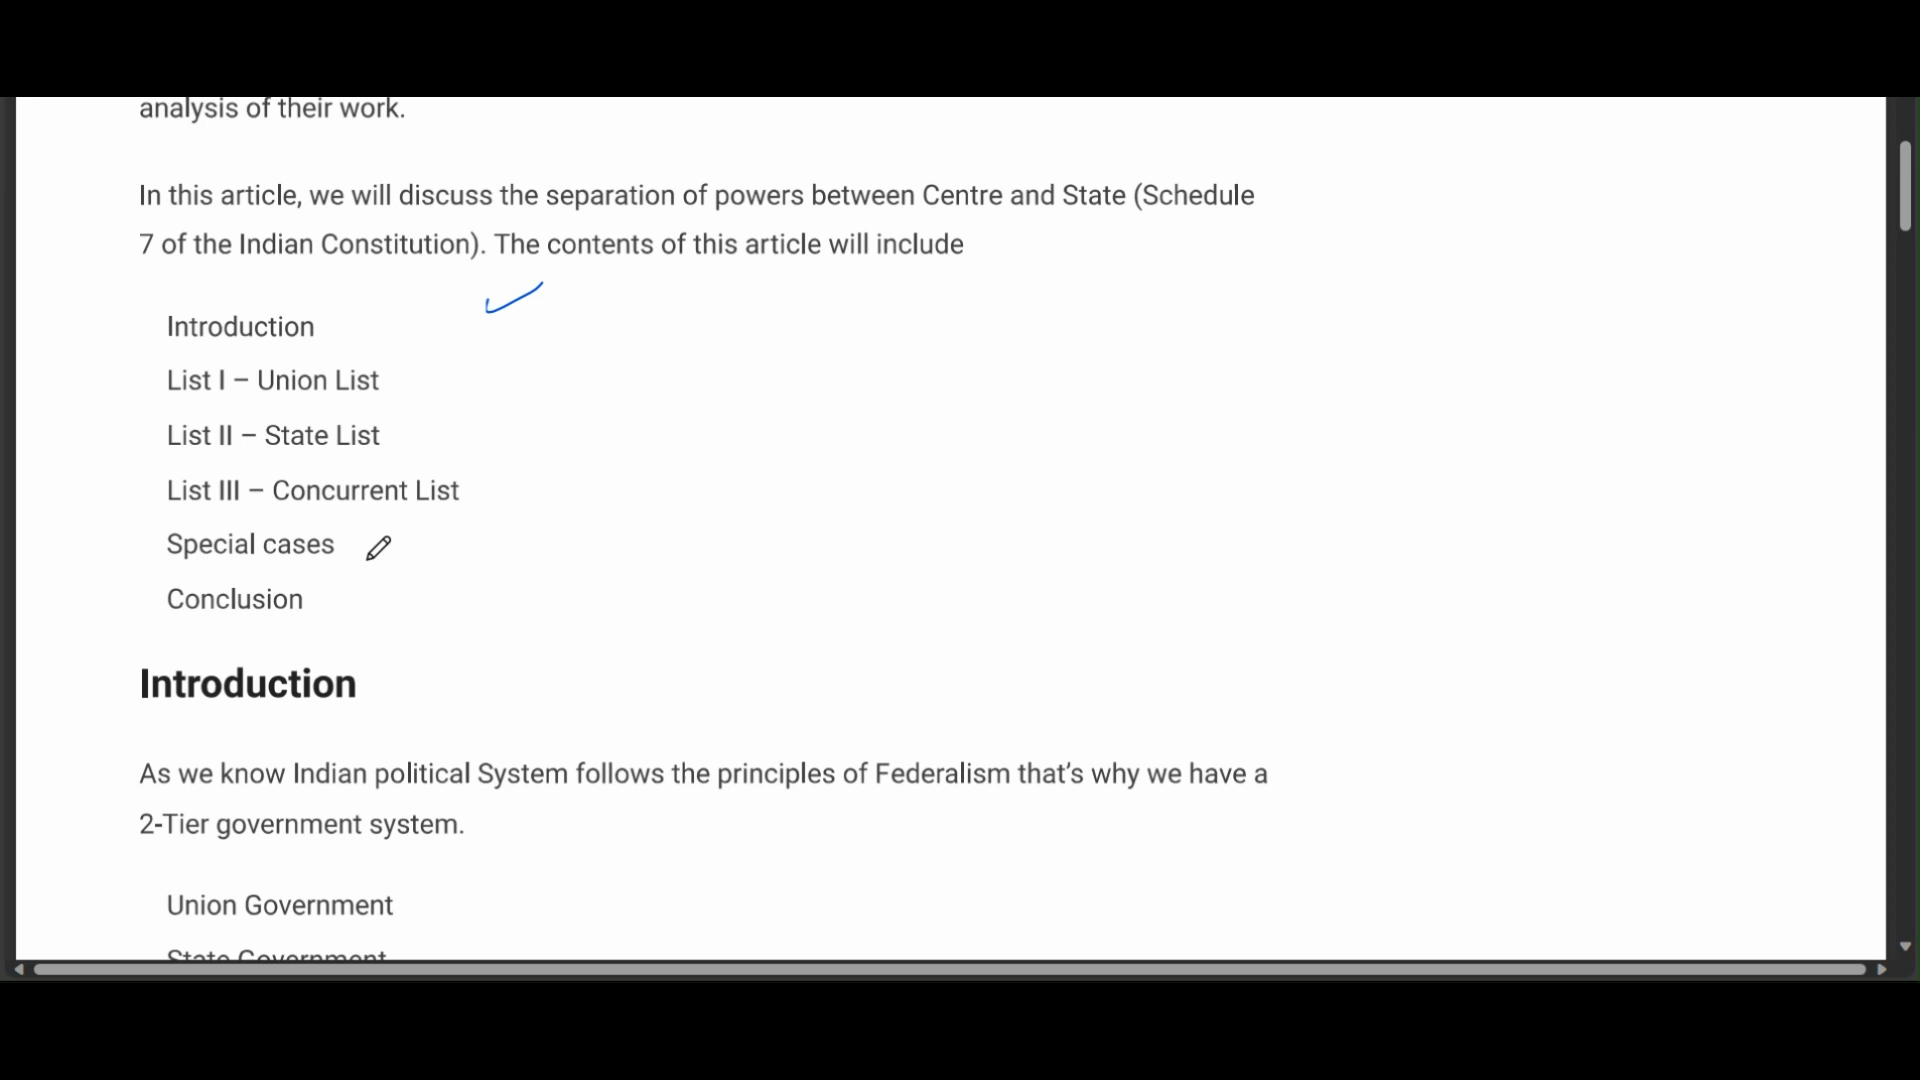 analysis of their work.
In this article, we will discuss the separation of powers between Centre and State (Schedule
7 of the Indian Constitution). The contents of this article will include
Introduction
List I – Union List
List II – State List
List III – Concurrent List
Special cases
Conclusion
Introduction
As we know Indian political System follows the principles of Federalism that’s why we have a
2-Tier government system.
Union Government
State Government